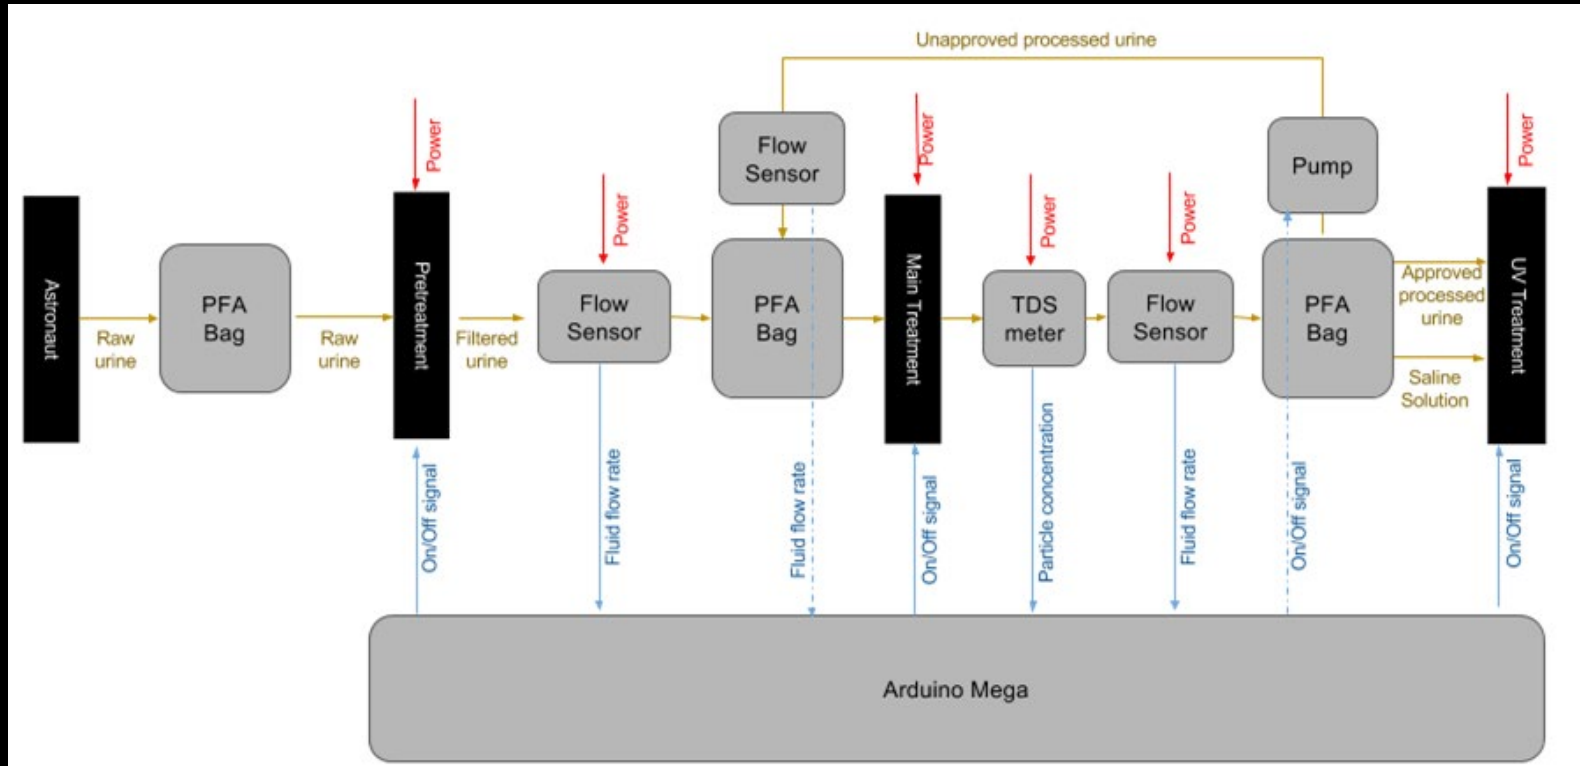 Unapproved processed urine
Flow
Sensor
Pump
Power
Power
Power
Power
Power
Power
Astronaut
Raw
urine
PFA
Bag
Raw
urine
Pretreatment
Filtered
urine
Flow
Sensor
PFA
Bag
Main Treatment
TDS
meter
Flow
Sensor
PFA
Bag
Approved
processed
urine
Saline
Solution
UV Treatment
On/Off signal
Fluid flow rate
Fluid flow rate
On/Off signal
Particle concentration
Fluid flow rate
On/Off signal
On/Off signal
Arduino Mega